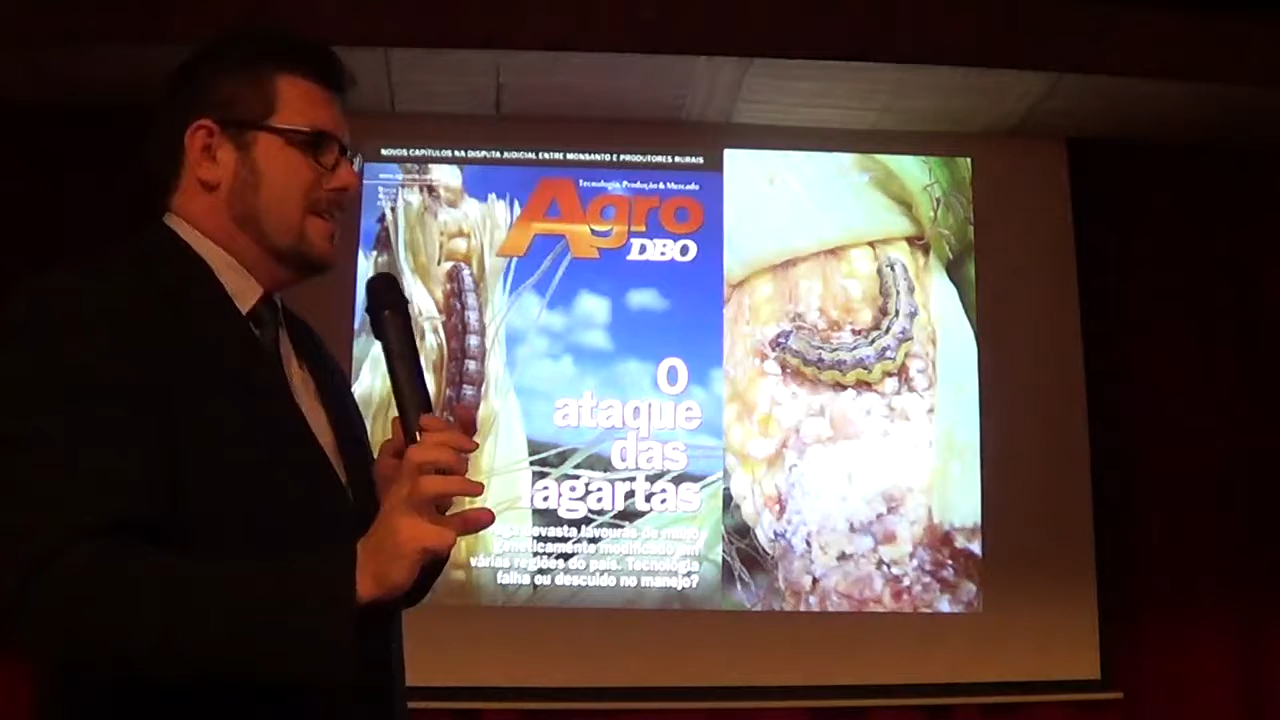 NOVOS CAPÍTULOS NA DISPUTA JUDICIAL ENTRE MONSANTO E PRODUTORES RURAIS
Tecnologia, Produção & Mercado
Agro
DBO
O
ataque
das
lagartas
devasta lavouras de milho
geneticamente modificado em
várias regiões do país. Tecnologia
falha ou descuido no manejo?